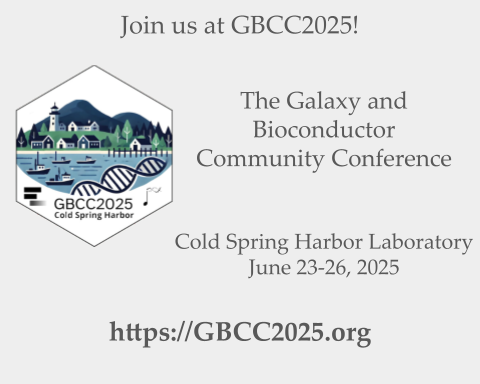 Join us at GBCC2025!
The Galaxy and
Bioconductor
Community Conference
GBCC2025
Cold Spring Harbor
Cold Spring Harbor Laboratory
June 23-26, 2025
https://GBCC2025.org